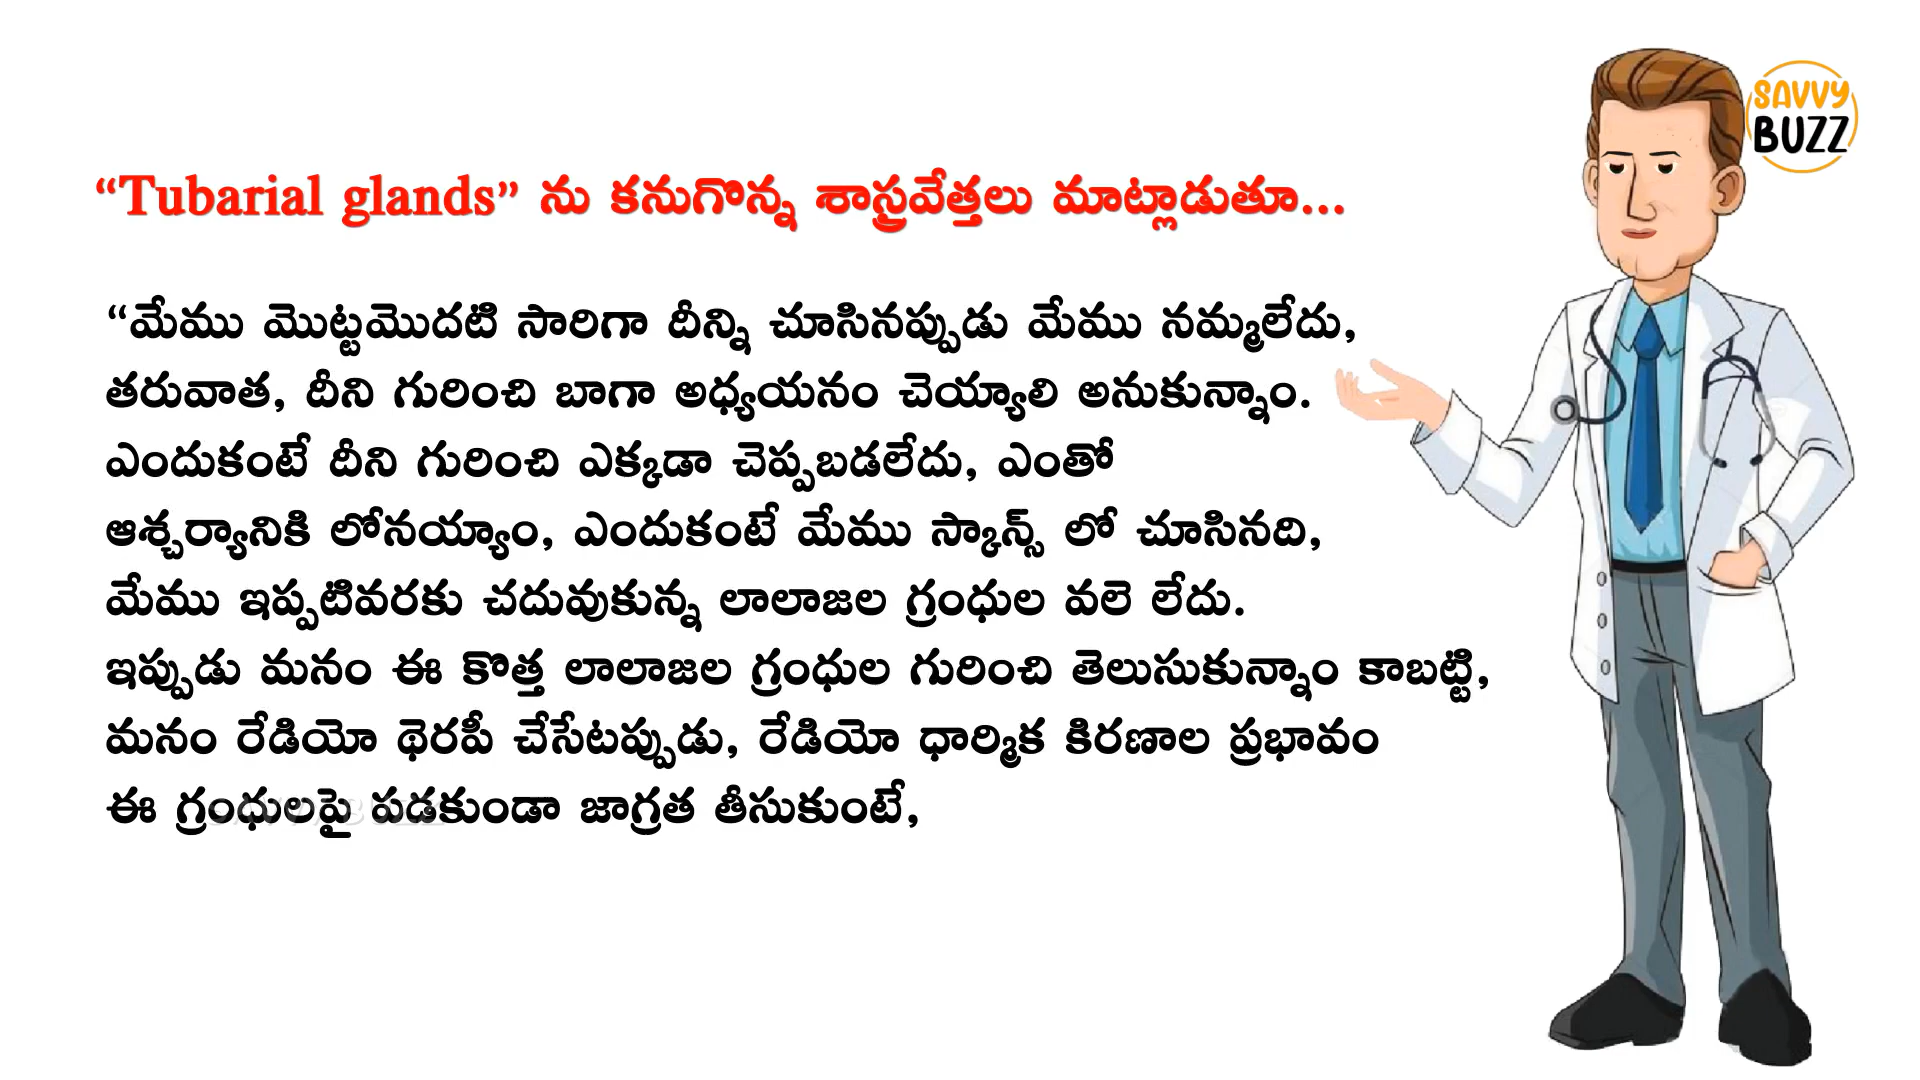 SAVVY
BUZZ
“Tubarial glands” ను కనుగొన్న శాస్త్రవేత్తలు మాట్లాడుతూ...
“మేము మొట్టమొదటి సారిగా దీన్ని చూసినప్పుడు మేము నమ్మలేదు,
తరువాత, దీని గురించి బాగా అధ్యయనం చెయ్యాలి అనుకున్నాం.
ఎందుకంటే దీని గురించి ఎక్కడా చెప్పబడలేదు, ఎంతో
ఆశ్చర్యానికి లోనయ్యాం, ఎందుకంటే మేము స్కాన్స్ లో చూసినది,
మేము ఇప్పటివరకు చదువుకున్న లాలాజల గ్రంధుల వలె లేదు.
ఇప్పుడు మనం ఈ కొత్త లాలాజల గ్రంధుల గురించి తెలుసుకున్నాం కాబట్టి,
మనం రేడియో థెరపీ చేసేటప్పుడు, రేడియో ధార్మిక కిరణాల ప్రభావం
ఈ గ్రంధులపై పడకుండా జాగ్రత తీసుకుంటే,
SAVVY BUZZ